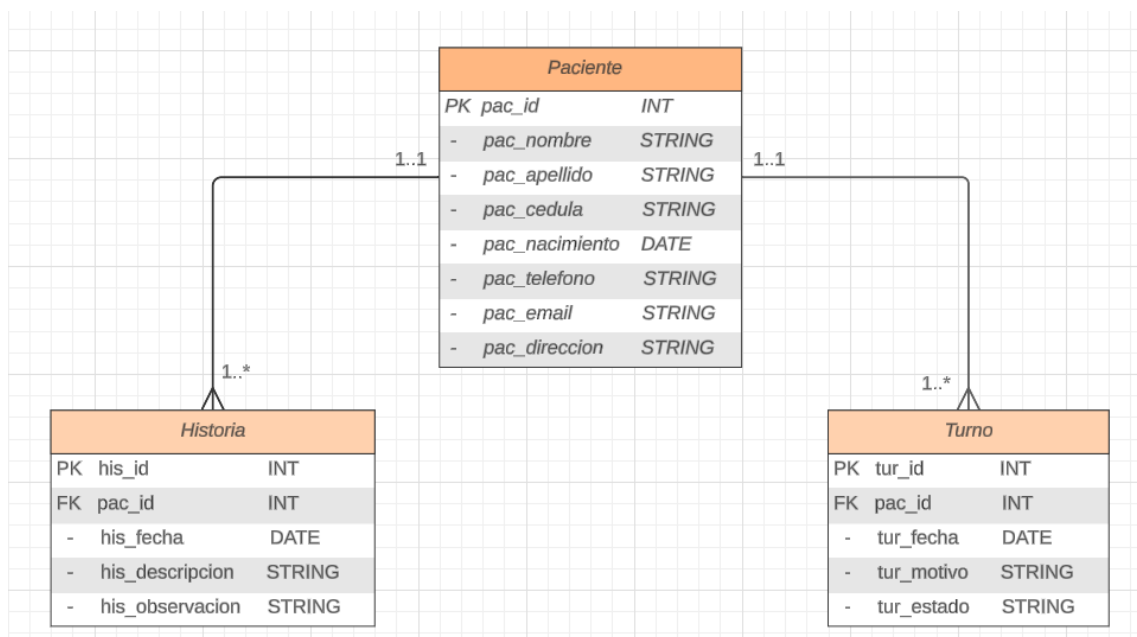 Paciente
PK pac_id INT
- pac_nombre STRING
- pac_apellido STRING
- pac_cedula STRING
- pac_nacimiento DATE
- pac_telefono STRING
- pac_email STRING
- pac_direccion STRING
1..1
1..1
1..*
1..*
Historia
PK his_id INT
FK pac_id INT
- his_fecha DATE
- his_descripcion STRING
- his_observacion STRING
Turno
PK tur_id INT
FK pac_id INT
- tur_fecha DATE
- tur_motivo STRING
- tur_estado STRING